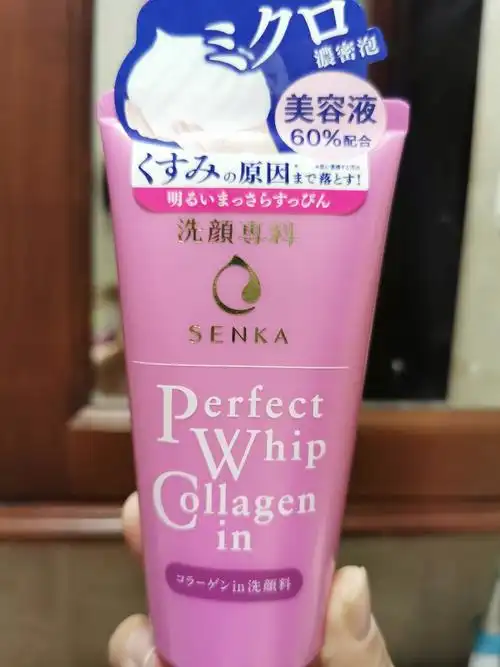 ミクロ
濃密泡
美容液
60%配合
くすみの原因まで落とす!
明るいまっさらすっぴん
洗顔専科
SENKA
Perfect
Whip
Collagen
in
コラーゲンin洗顔料